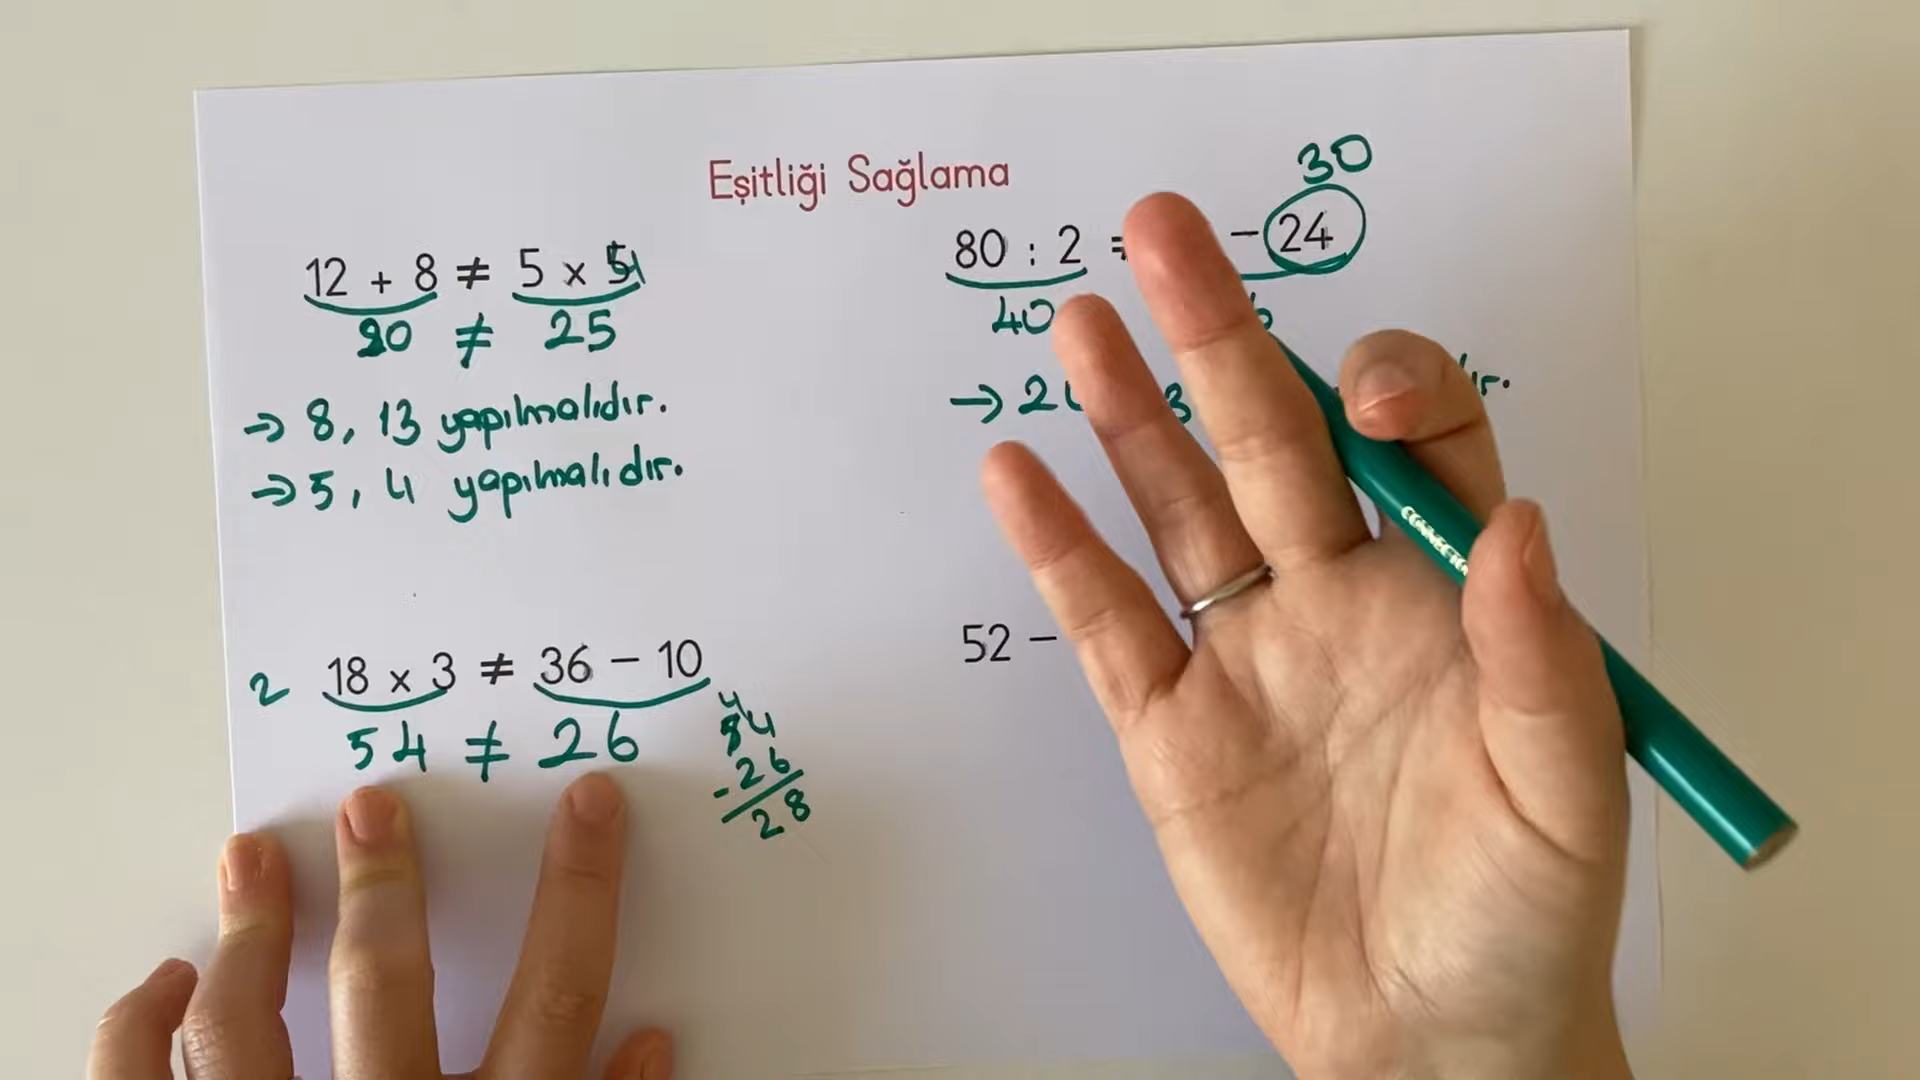 Eşitliği Sağlama
12 + 8 ≠ 5 x 5
20 ≠ 25
→ 8, 13 yapılmalıdır.
→ 5, 4 yapılmalıdır.
30
80 : 2 − 24
40
→ 2
18 x 3 ≠ 36 − 10
2
54 ≠ 26
4
54
- 26
28
52 −